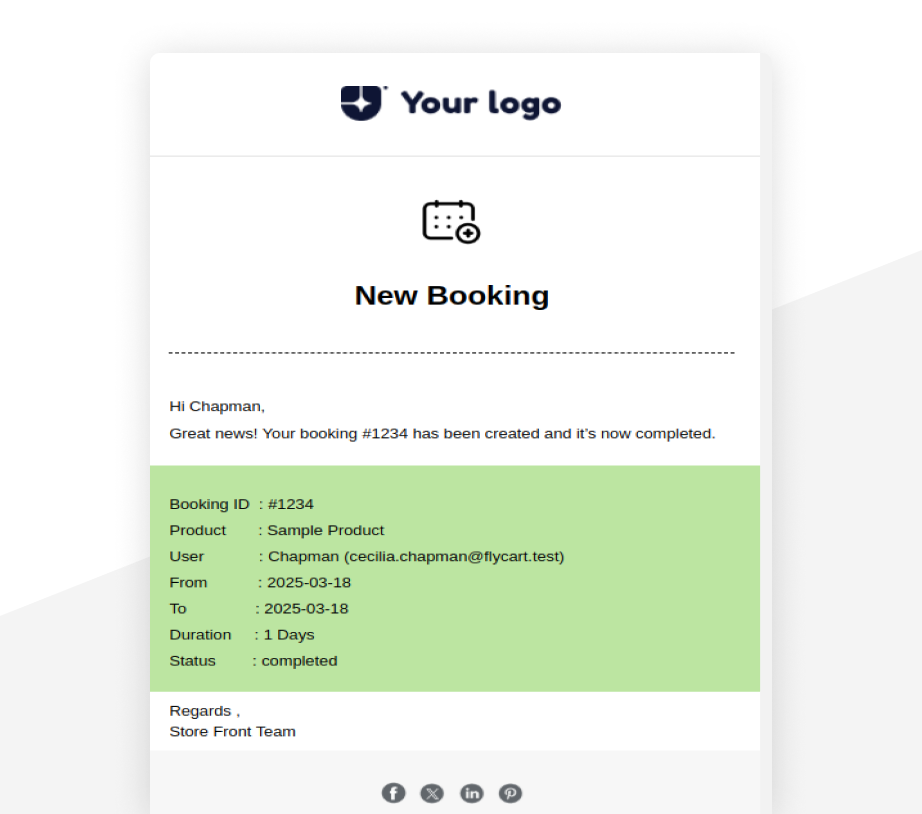 Your logo
New Booking
Hi Chapman,
Great news! Your booking #1234 has been created and it’s now completed.
Booking ID : #1234
Product : Sample Product
User : Chapman (cecilia.chapman@flycart.test)
From : 2025-03-18
To : 2025-03-18
Duration : 1 Days
Status : completed
Regards ,
Store Front Team